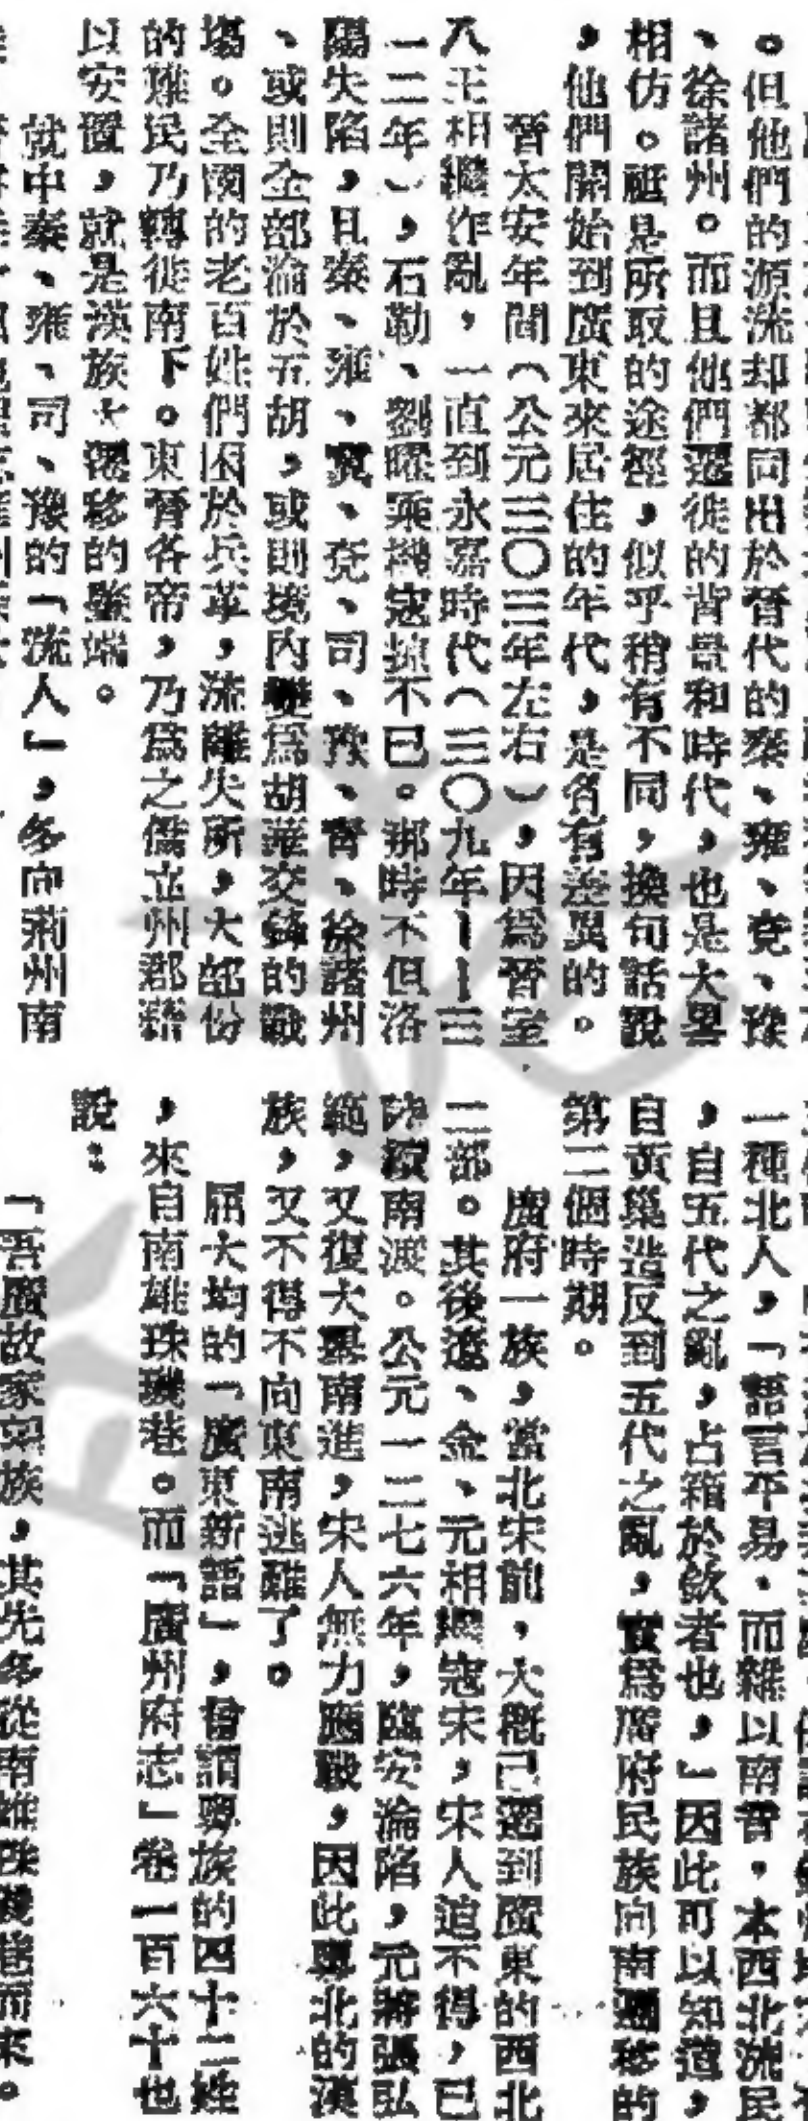 。但他們的源流却都同出於晉代的秦、雍、兗、豫
、徐諸州。而且他們遷徙的背景和時代，也是大畧
相仿。祗是所取的途徑，似乎稍有不同，換句話說
，他們開始到廣東來居住的年代，是各有差異的。
晉太安年間（公元三〇三年左右），因爲晉室
八王相繼作亂，一直到永嘉時代（三〇九年——三
一二年），石勒、劉曜乘機寇掠不已。那時不但洛
陽失陷，且秦、雍、冀、兗、司、豫、青、徐諸州
、或則全部淪於五胡，或則境內變爲胡漢交鋒的戰
塲。全國的老百姓們困於兵革，流離失所，大部份
的難民乃轉徙南下。東晉各帝，乃爲之僑立州郡藉
以安置，就是漢族大遷移的發端。
就中秦、雍、司、豫的「流人」，多向荊州南
一種北人，「語言平易，而雜以南音，本西北流民
，自五代之亂，占籍於歙者也，」因此可以知道，
自黃巢造反到五代之亂，實爲廣府民族向南遷移的
第二個時期。
廣府一族，當北宋前，大概已遷到廣東的西北
二部。其後遼、金、元相繼寇宋，宋人迫不得，已
陸續南渡。公元一二七六年，臨安淪陷，元將張弘
範，又復大舉南進，宋人無力應戰，因此粵北的漢
族，又不得不向東南逃難了。
屈大均的「廣東新語」，曾謂粵族的四十二姓
，來自南雄珠璣巷。而「廣州府志」卷一百六十也
說：
「吾廣故家望族，其先多從南雄珠璣巷而來。